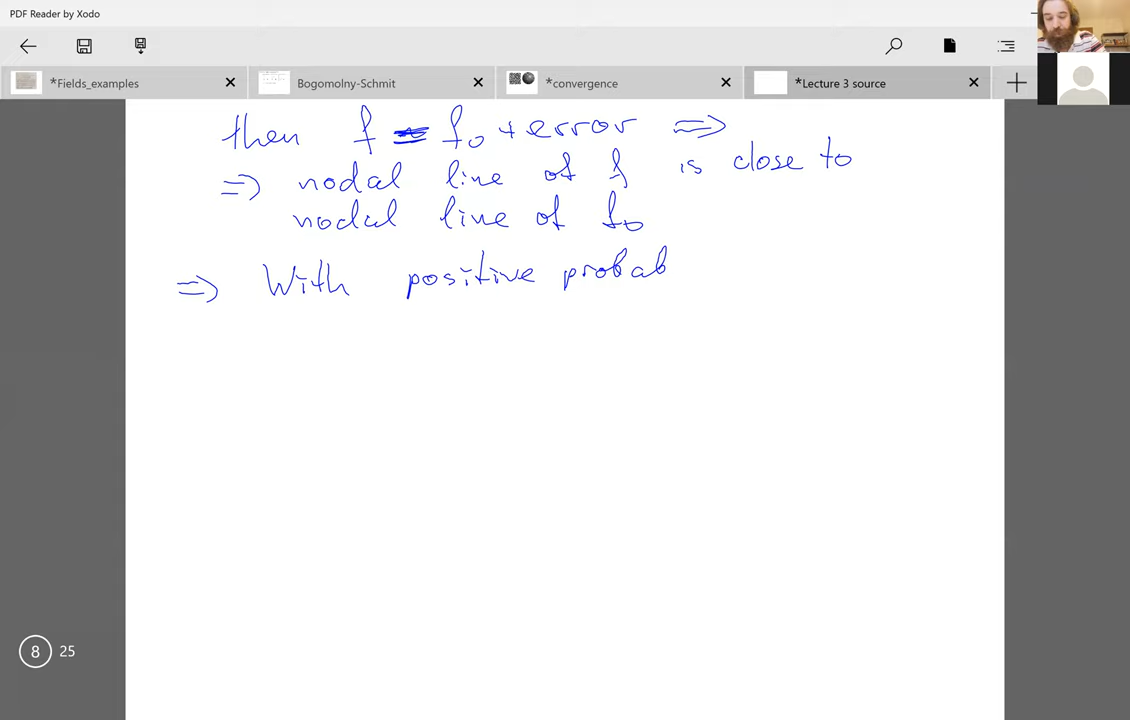 PDF Reader by Xodo
*Fields_examples
Bogomolny-Schmit
*convergence
*Lecture 3 source
then f = f₀ + error ⇒
⇒ nodal line of f is close to
nodal line of f₀
⇒ With positive probab
8 25